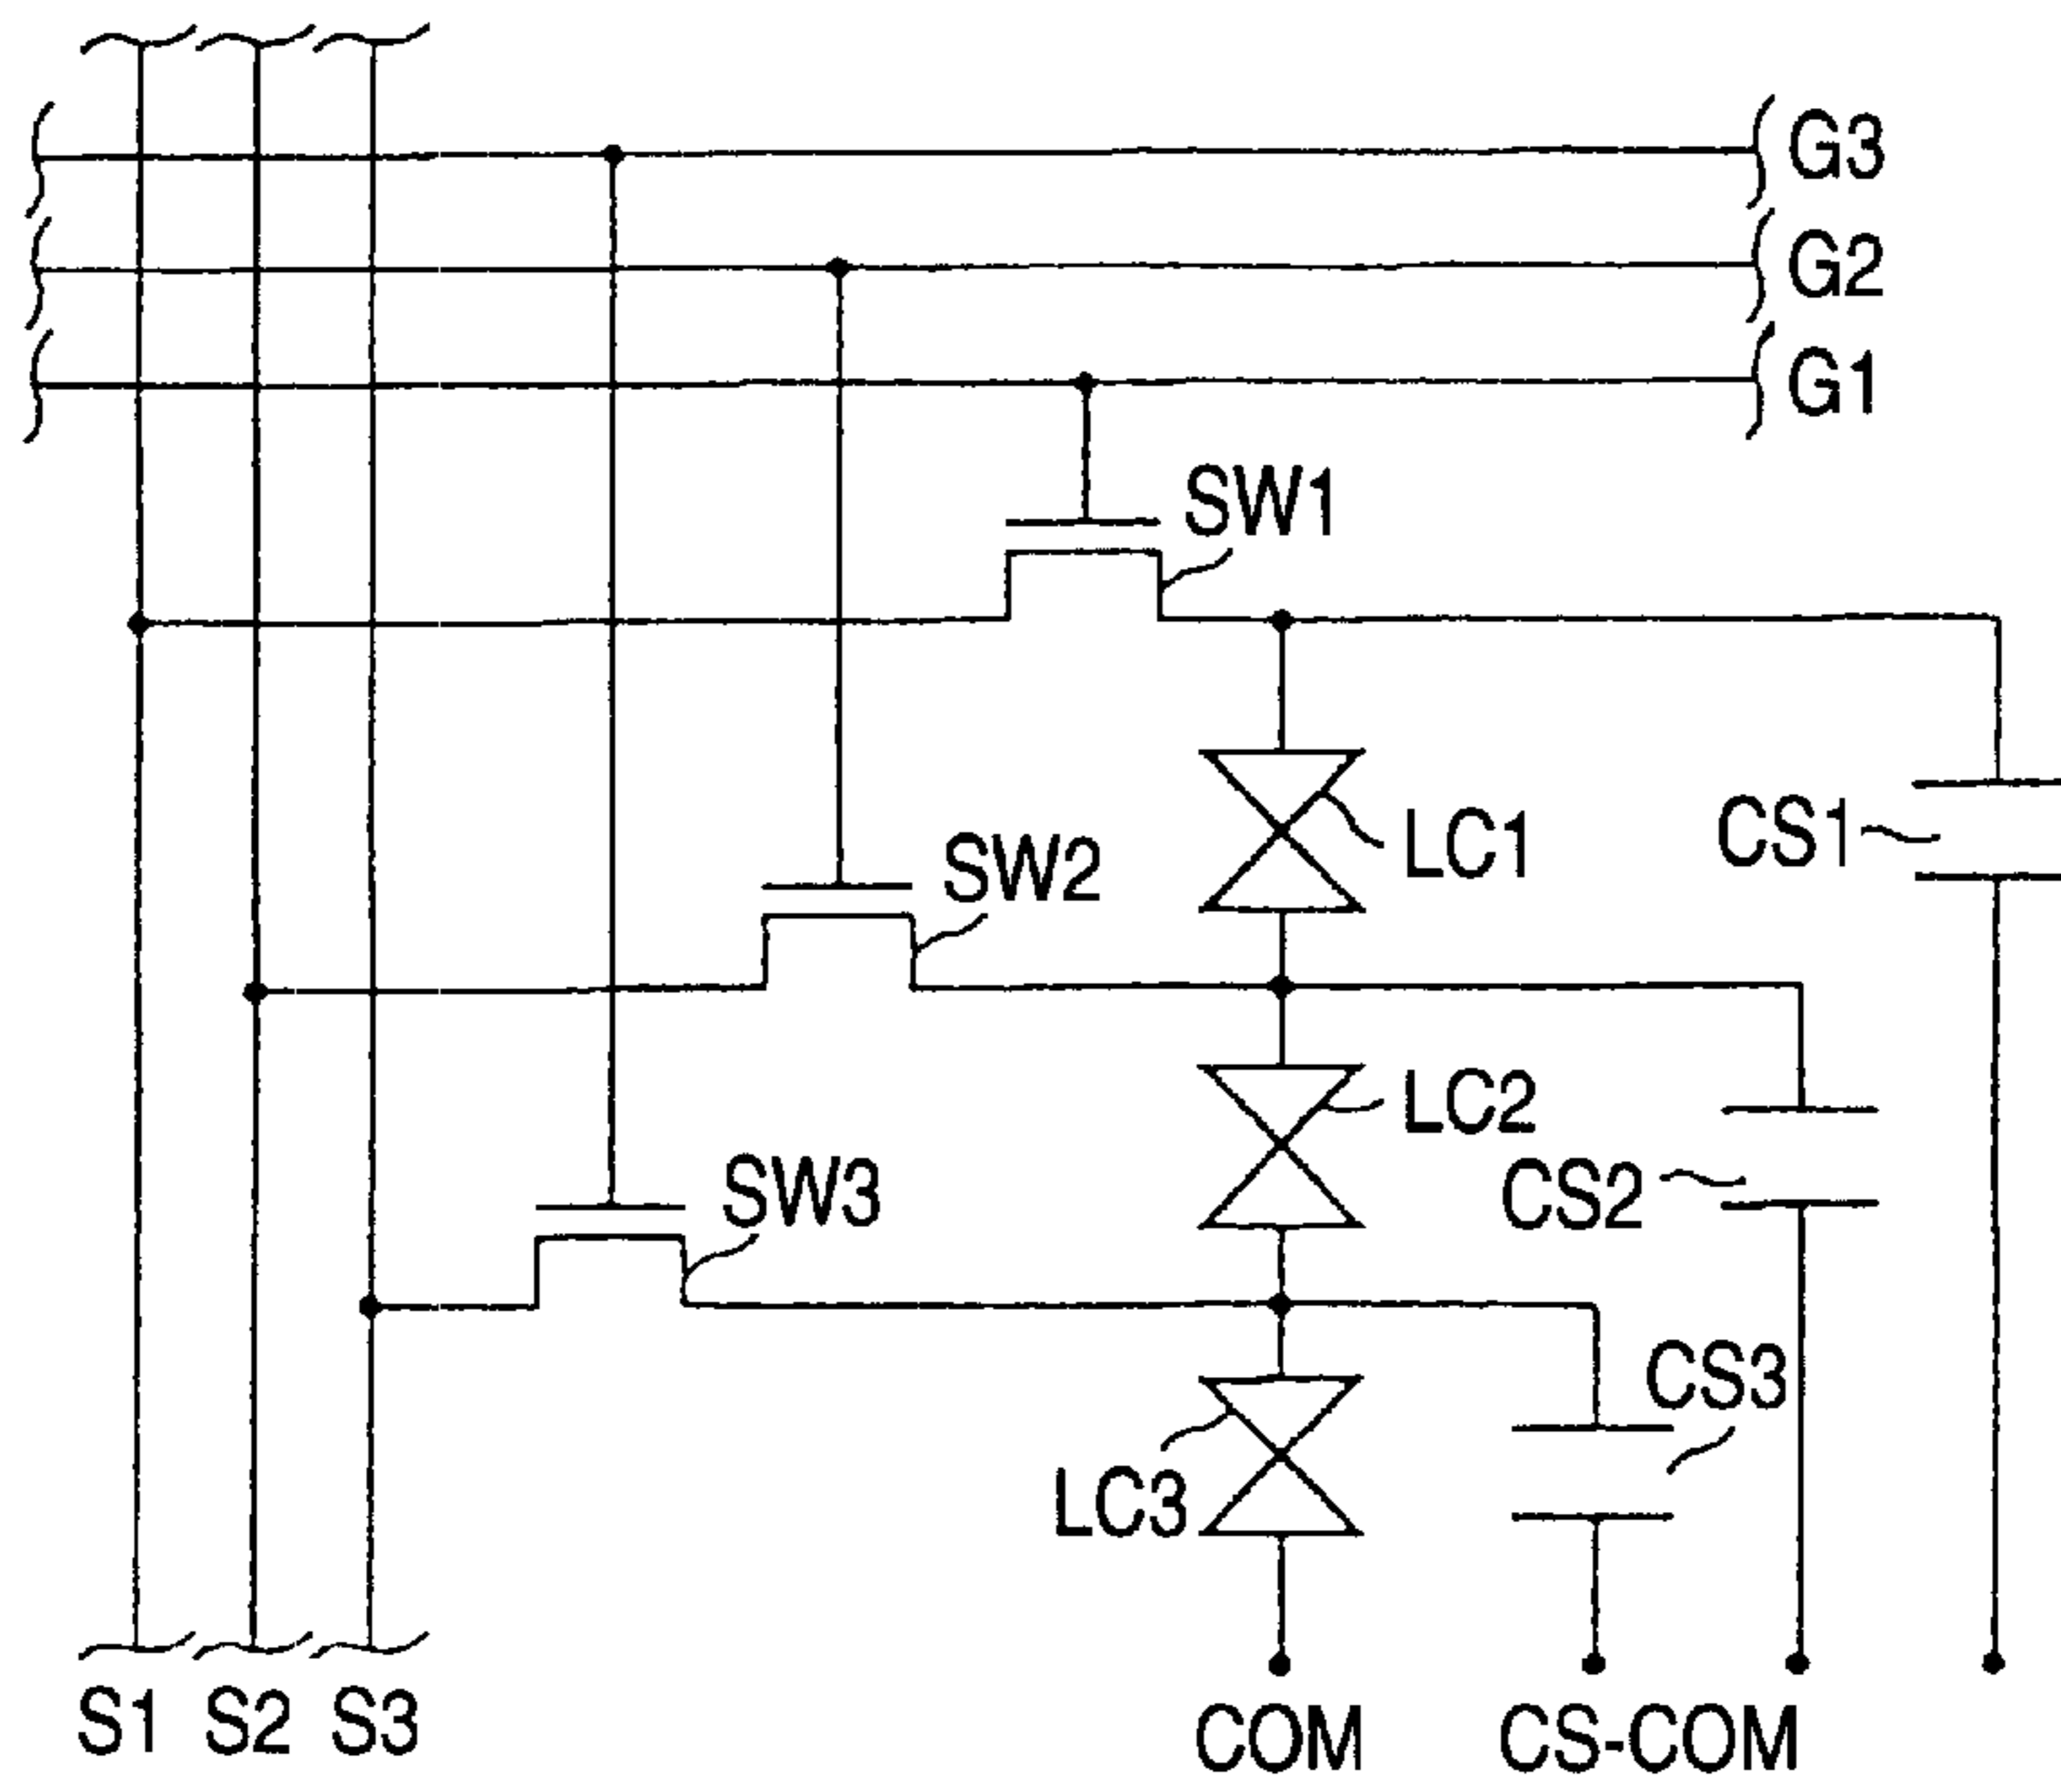 G3
G2
G1
SW1
LC1
CS1
SW2
LC2
CS2
SW3
CS3
LC3
S1 S2 S3
COM
CS-COM